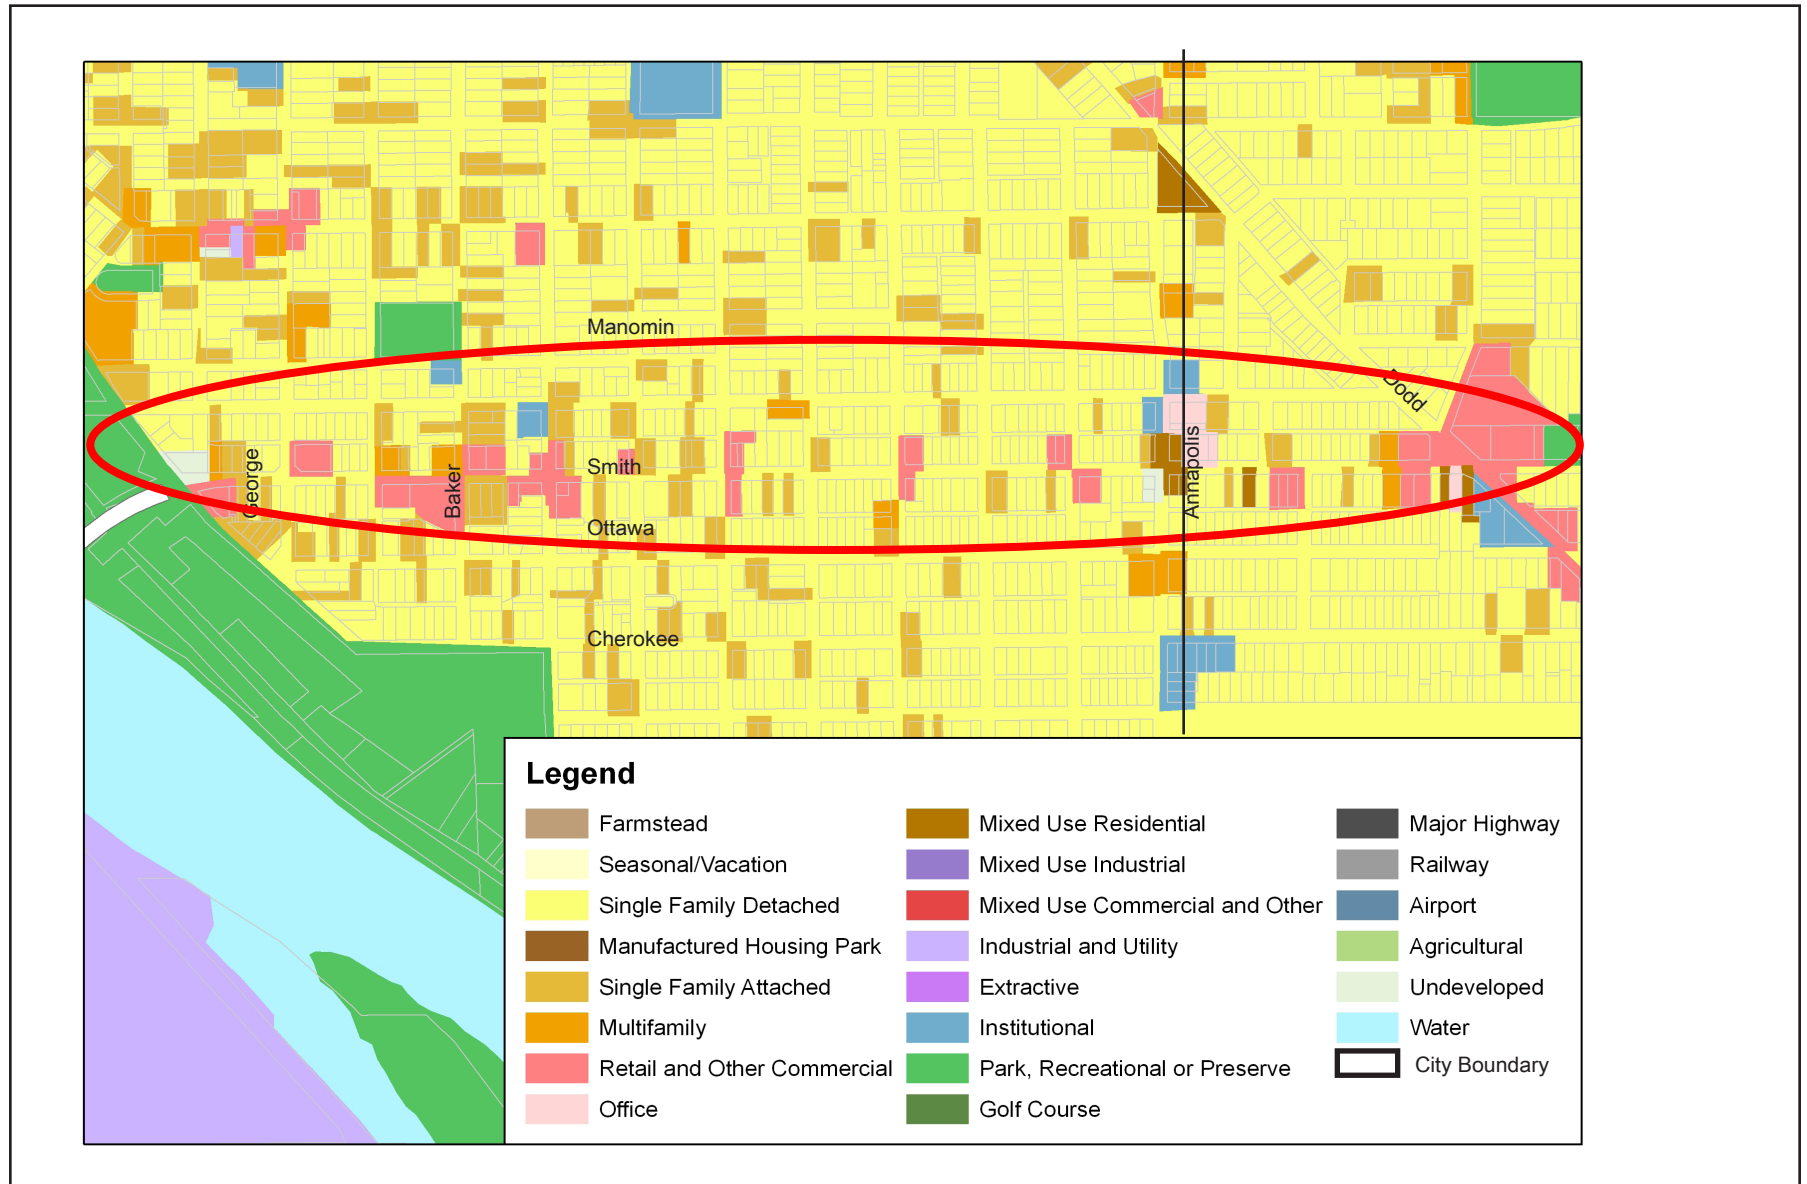 Manomin
Dodd
Smith
George
Baker
Annapolis
Ottawa
Cherokee
Legend
Farmstead
Seasonal/Vacation
Single Family Detached
Manufactured Housing Park
Single Family Attached
Multifamily
Retail and Other Commercial
Office
Mixed Use Residential
Mixed Use Industrial
Mixed Use Commercial and Other
Industrial and Utility
Extractive
Institutional
Park, Recreational or Preserve
Golf Course
Major Highway
Railway
Airport
Agricultural
Undeveloped
Water
City Boundary